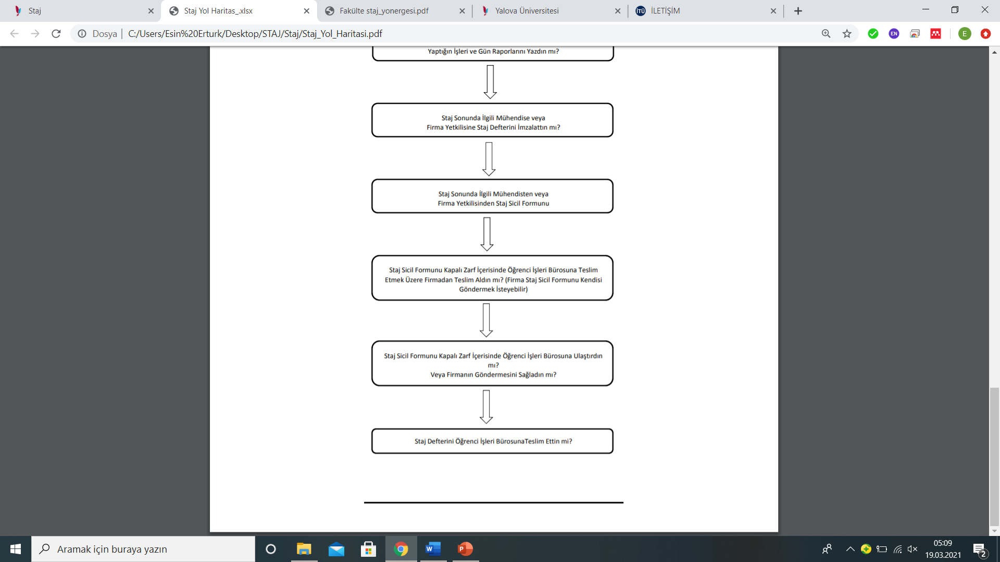 Staj
Staj Yol Haritas_.xlsx
Fakülte staj_yonergesi.pdf
Yalova Üniversitesi
İTÜ
İLETİŞİM
Dosya
C:/Users/Esin%20Erturk/Desktop/STAJ/Staj/Staj_Yol_Haritasi.pdf
EN
E
Yaptığın İşleri ve Gün Raporlarını Yazdın mı?
Staj Sonunda İlgili Mühendise veya
Firma Yetkilisine Staj Defterini İmzalattın mı?
Staj Sonunda İlgili Mühendisten veya
Firma Yetkilisinden Staj Sicil Formunu
Staj Sicil Formunu Kapalı Zarf İçerisinde Öğrenci İşleri Bürosuna Teslim
Etmek Üzere Firmadan Teslim Aldın mı? (Firma Staj Sicil Formunu Kendisi
Göndermek İsteyebilir)
Staj Sicil Formunu Kapalı Zarf İçerisinde Öğrenci İşleri Bürosuna Ulaştırdın
mı?
Veya Firmanın Göndermesini Sağladın mı?
Staj Defterini Öğrenci İşleri BürosunaTeslim Ettin mi?
Aramak için buraya yazın
W
P
05:09
19.03.2021
2